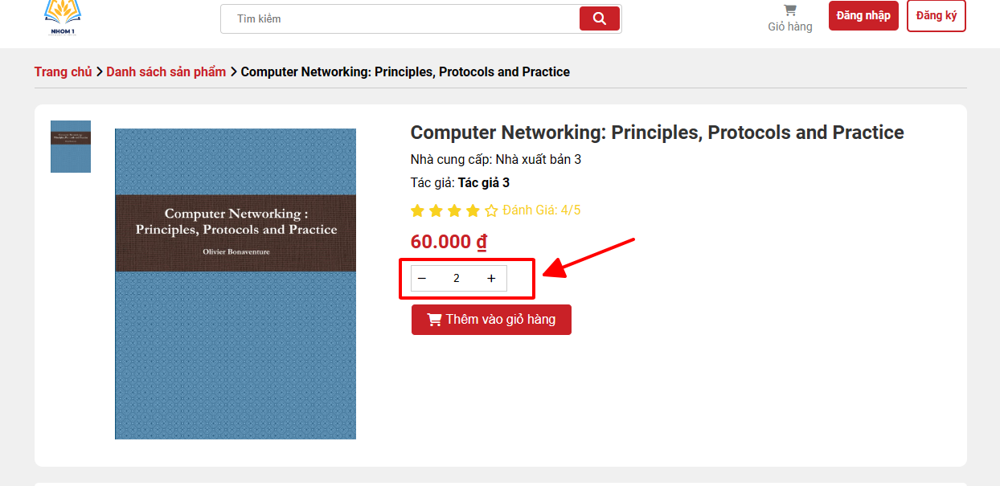 NHOM 1
Tìm kiếm
Giỏ hàng
Đăng nhập
Đăng ký
Trang chủ > Danh sách sản phẩm > Computer Networking: Principles, Protocols and Practice
Computer Networking :
Principles, Protocols and Practice
Olivier Bonaventure
Computer Networking: Principles, Protocols and Practice
Nhà cung cấp: Nhà xuất bản 3
Tác giả: Tác giả 3
Đánh Giá: 4/5
60.000 ₫
− 2 +
Thêm vào giỏ hàng